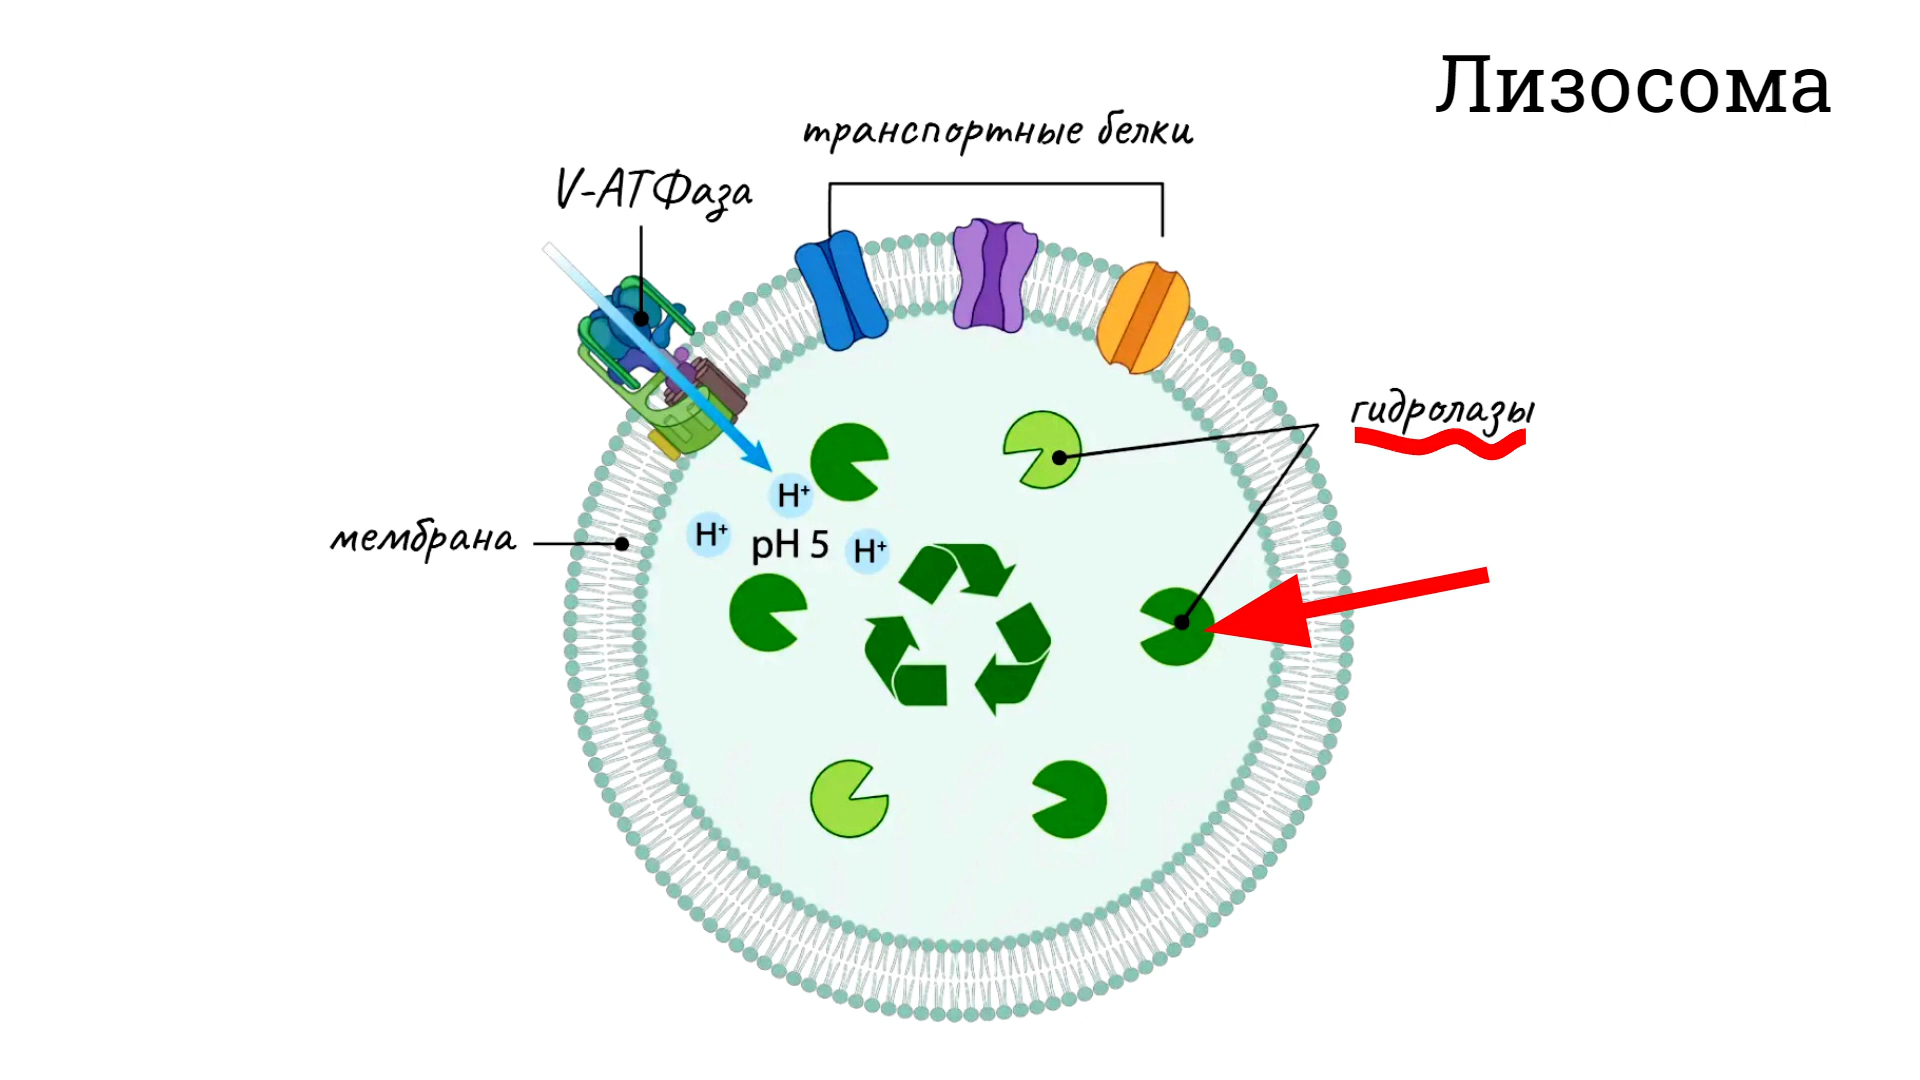 Лизосома
транспортные белки
V-АТФаза
гидролазы
мембрана
H⁺
H⁺
pH 5
H⁺